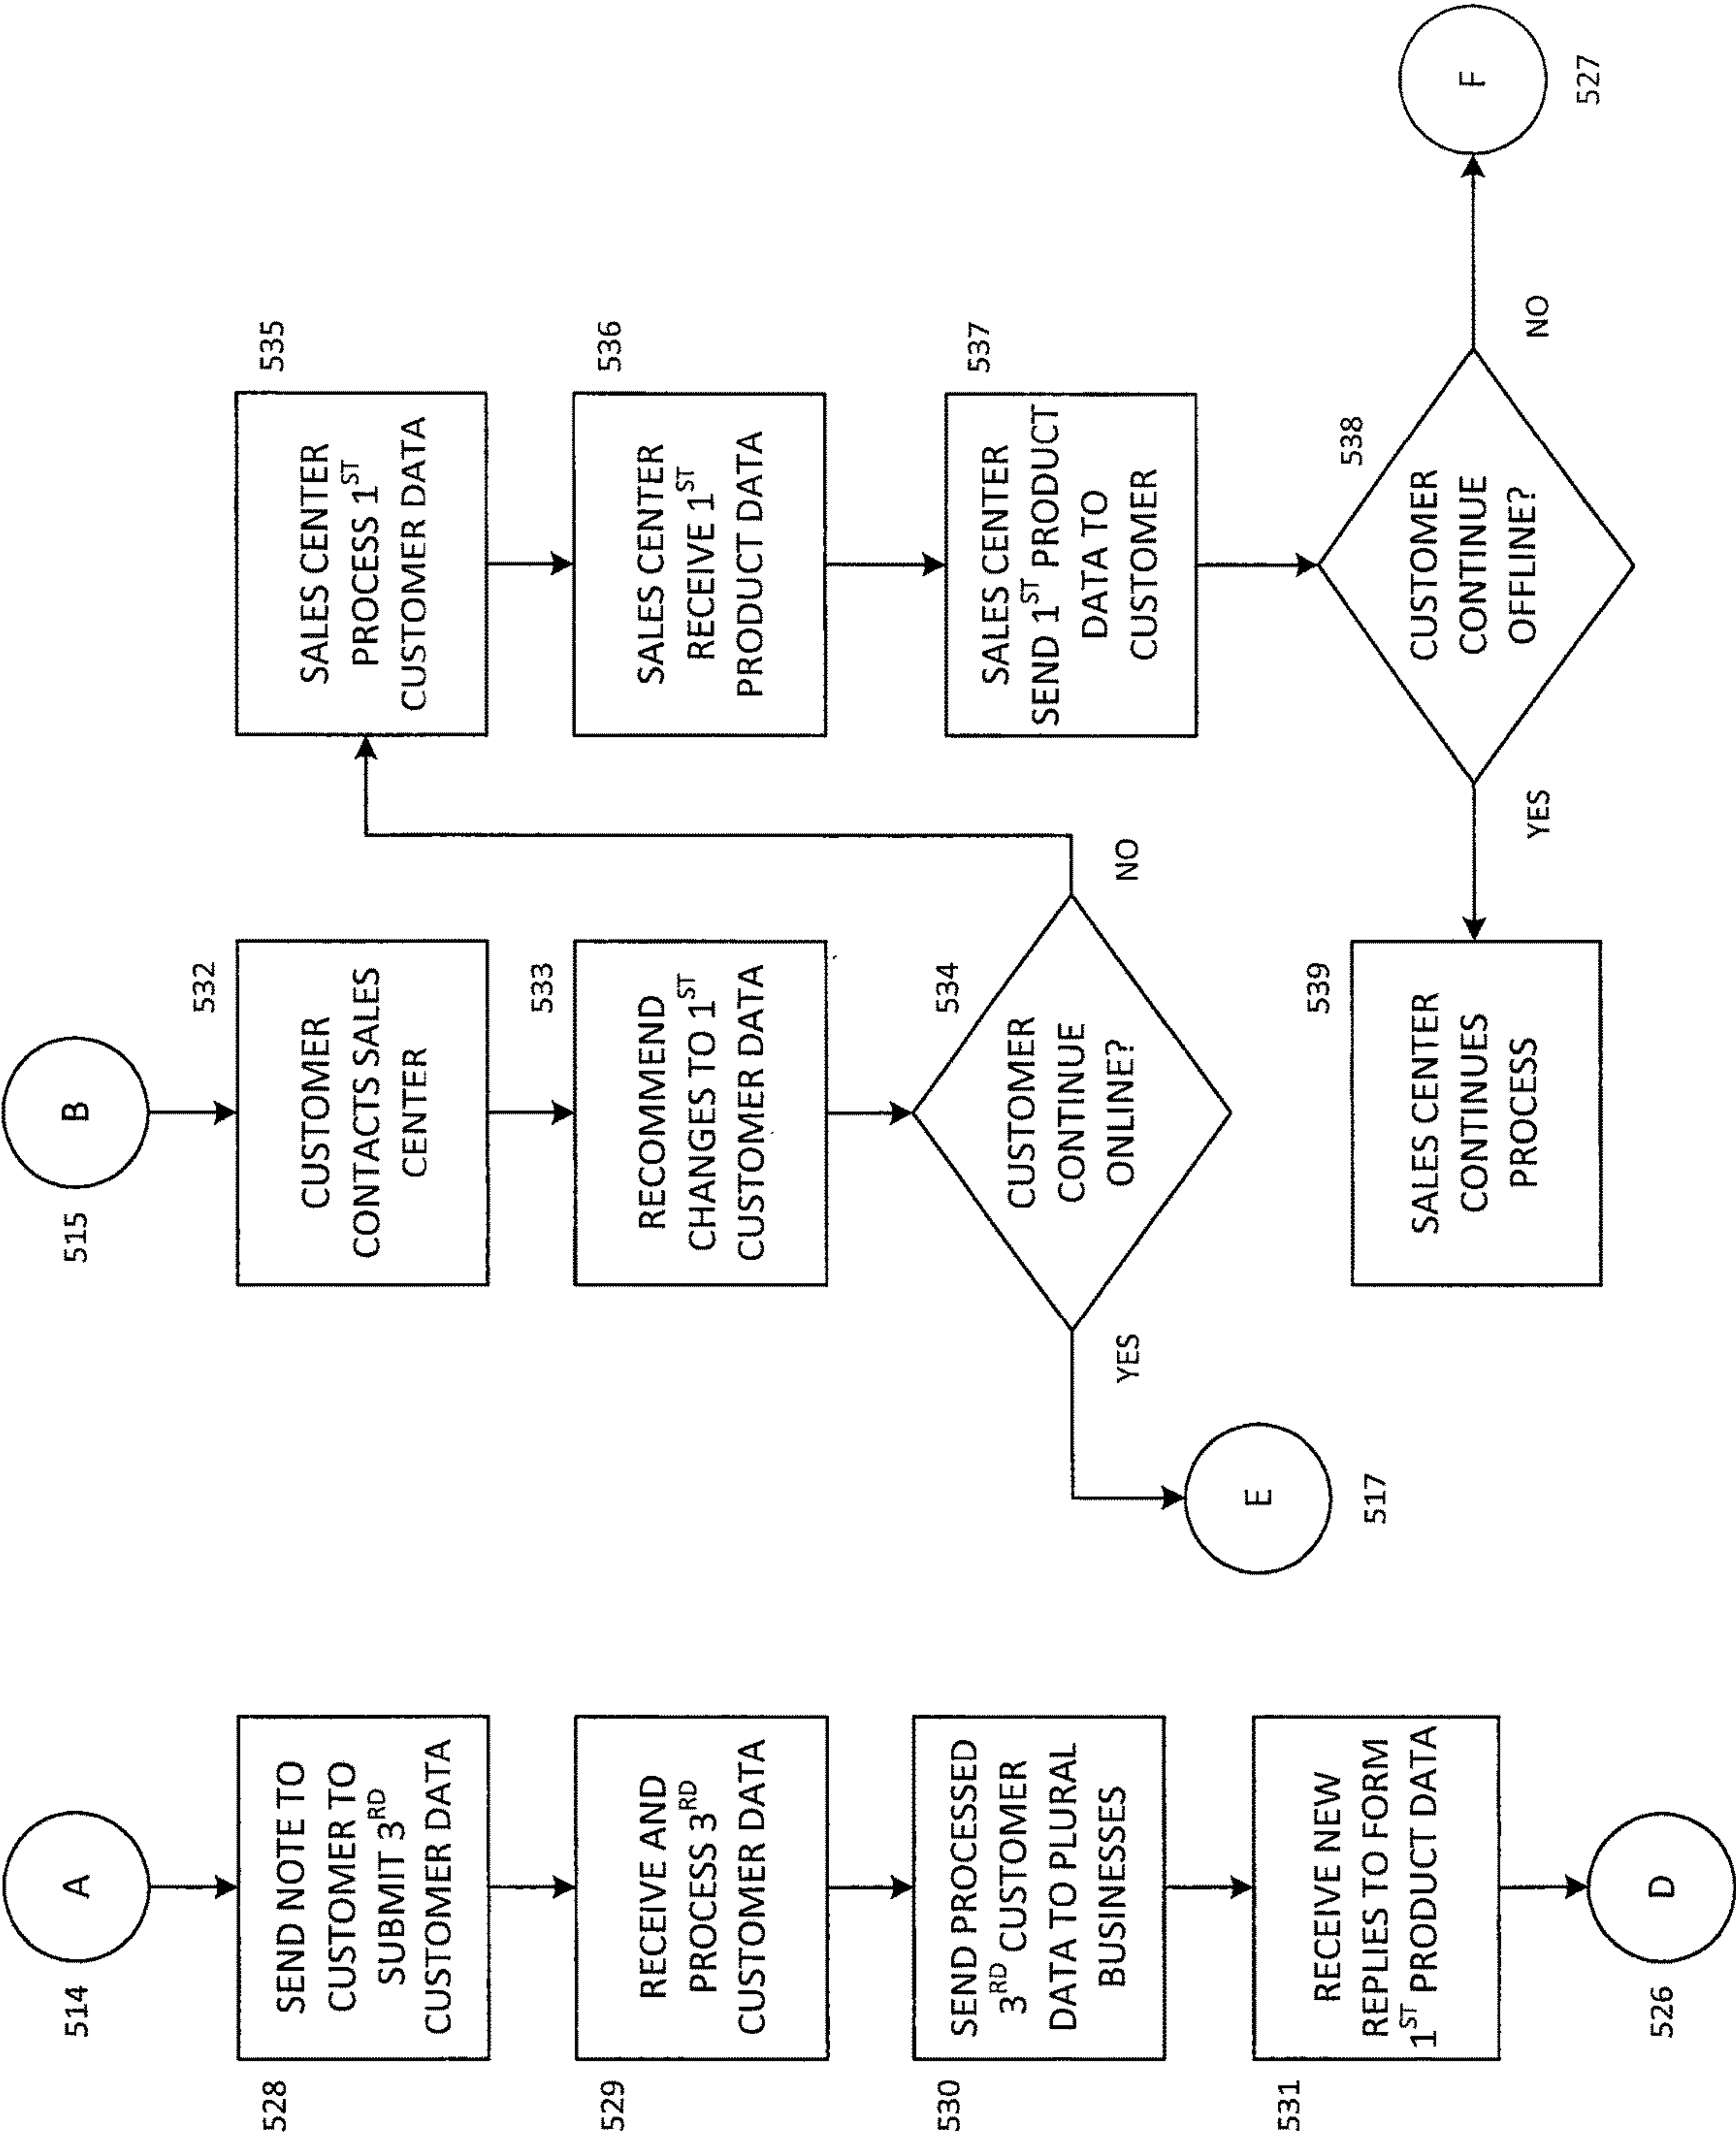 A
514
SEND NOTE TO
CUSTOMER TO
SUBMIT 3RD
CUSTOMER DATA
528
RECEIVE AND
PROCESS 3RD
CUSTOMER DATA
529
SEND PROCESSED
3RD CUSTOMER
DATA TO PLURAL
BUSINESSES
530
RECEIVE NEW
REPLIES TO FORM
1ST PRODUCT DATA
531
D
526
B
515
CUSTOMER
CONTACTS SALES
CENTER
532
RECOMMEND
CHANGES TO 1ST
CUSTOMER DATA
533
CUSTOMER
CONTINUE
ONLINE?
534
YES
NO
E
517
SALES CENTER
PROCESS 1ST
CUSTOMER DATA
535
SALES CENTER
RECEIVE 1ST
PRODUCT DATA
536
SALES CENTER
SEND 1ST PRODUCT
DATA TO
CUSTOMER
537
CUSTOMER
CONTINUE
OFFLINE?
538
YES
NO
SALES CENTER
CONTINUES
PROCESS
539
F
527